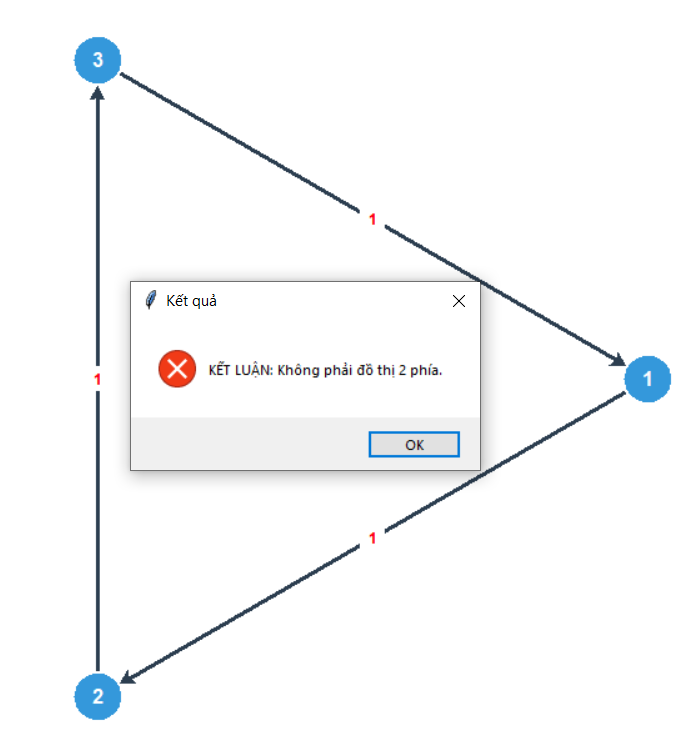 3
1
Kết quả
KẾT LUẬN: Không phải đồ thị 2 phía.
1
1
OK
1
2